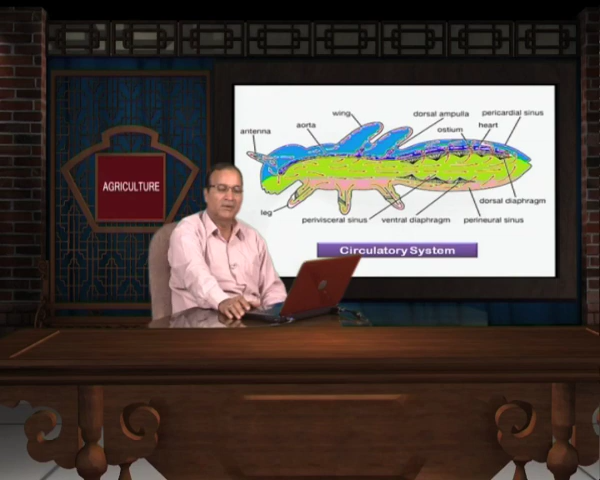 wing
dorsal ampulla
pericardial sinus
aorta
ostium
heart
antenna
dorsal diaphragm
leg
perivisceral sinus
ventral diaphragm
perineural sinus
Circulatory System
AGRICULTURE